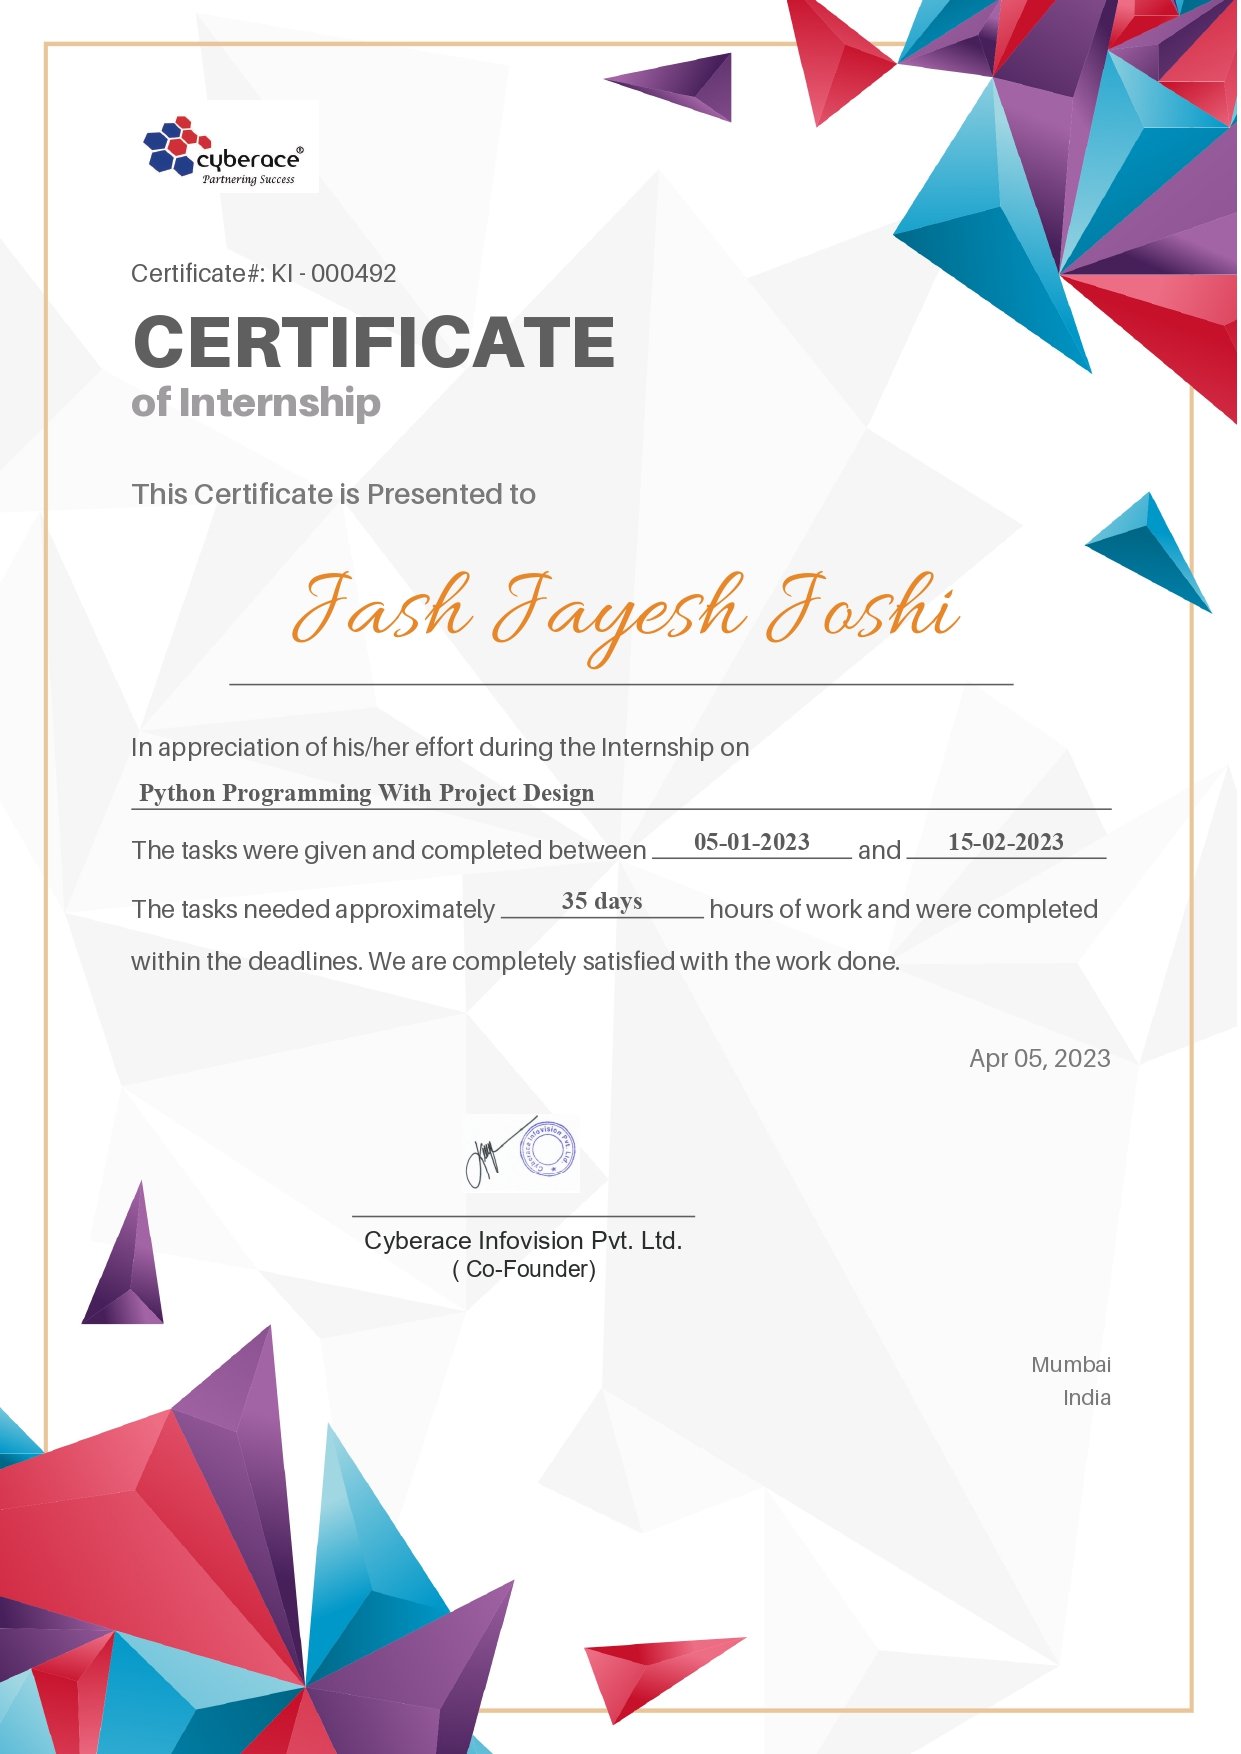 cyberace®
Partnering Success
Certificate#: KI - 000492
CERTIFICATE
of Internship
This Certificate is Presented to
Jash Jayesh Joshi
In appreciation of his/her effort during the Internship on
Python Programming With Project Design
The tasks were given and completed between 05-01-2023 and 15-02-2023
The tasks needed approximately 35 days hours of work and were completed
within the deadlines. We are completely satisfied with the work done.
Apr 05, 2023
Cyberace Infovision Pvt. Ltd.
Cyberace Infovision Pvt. Ltd.
( Co-Founder)
Mumbai
India